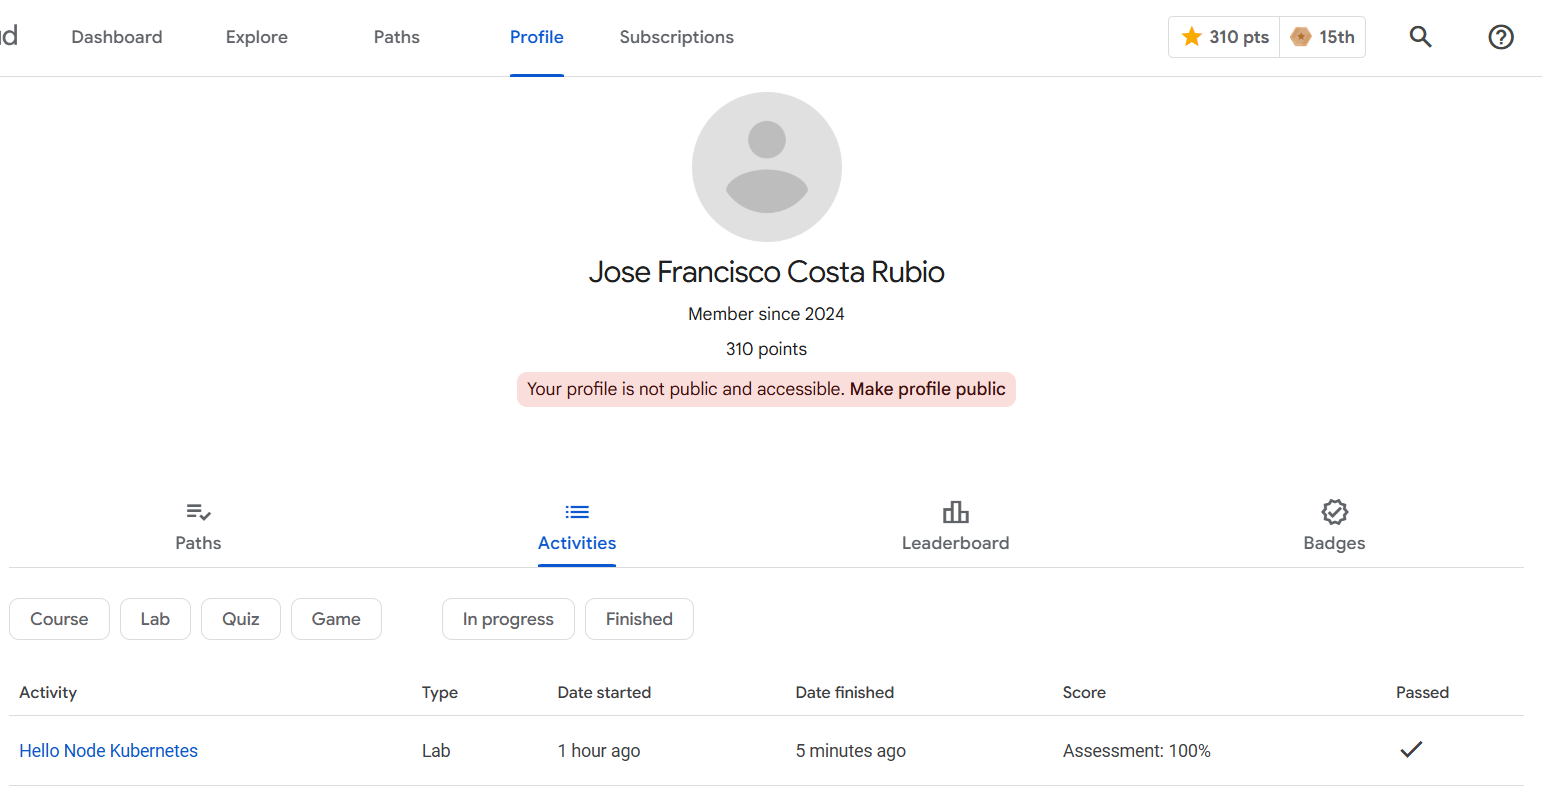 Dashboard Explore Paths Profile Subscriptions 310 pts 15th
Jose Francisco Costa Rubio
Member since 2024
310 points
Your profile is not public and accessible. Make profile public
Paths Activities Leaderboard Badges
Course Lab Quiz Game In progress Finished
Activity Type Date started Date finished Score Passed
Hello Node Kubernetes Lab 1 hour ago 5 minutes ago Assessment: 100%